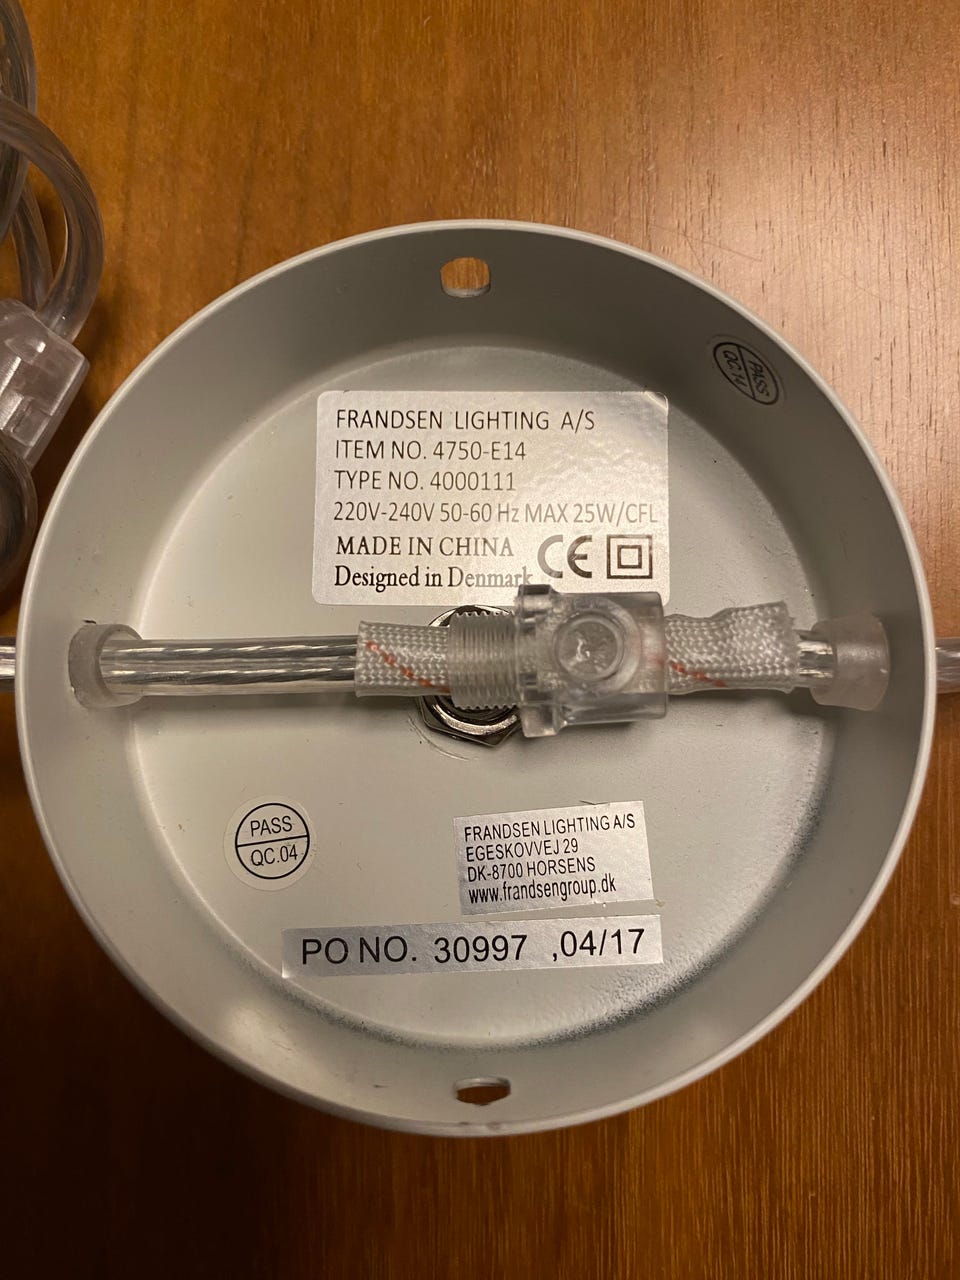 PASS
QC.14
FRANDSEN LIGHTING A/S
ITEM NO. 4750-E14
TYPE NO. 4000111
220V-240V 50-60 Hz MAX 25W/CFL
MADE IN CHINA CE
Designed in Denmark
PASS
QC.04
FRANDSEN LIGHTING A/S
EGESKOVVEJ 29
DK-8700 HORSENS
www.frandsengroup.dk
PO NO. 30997 ,04/17